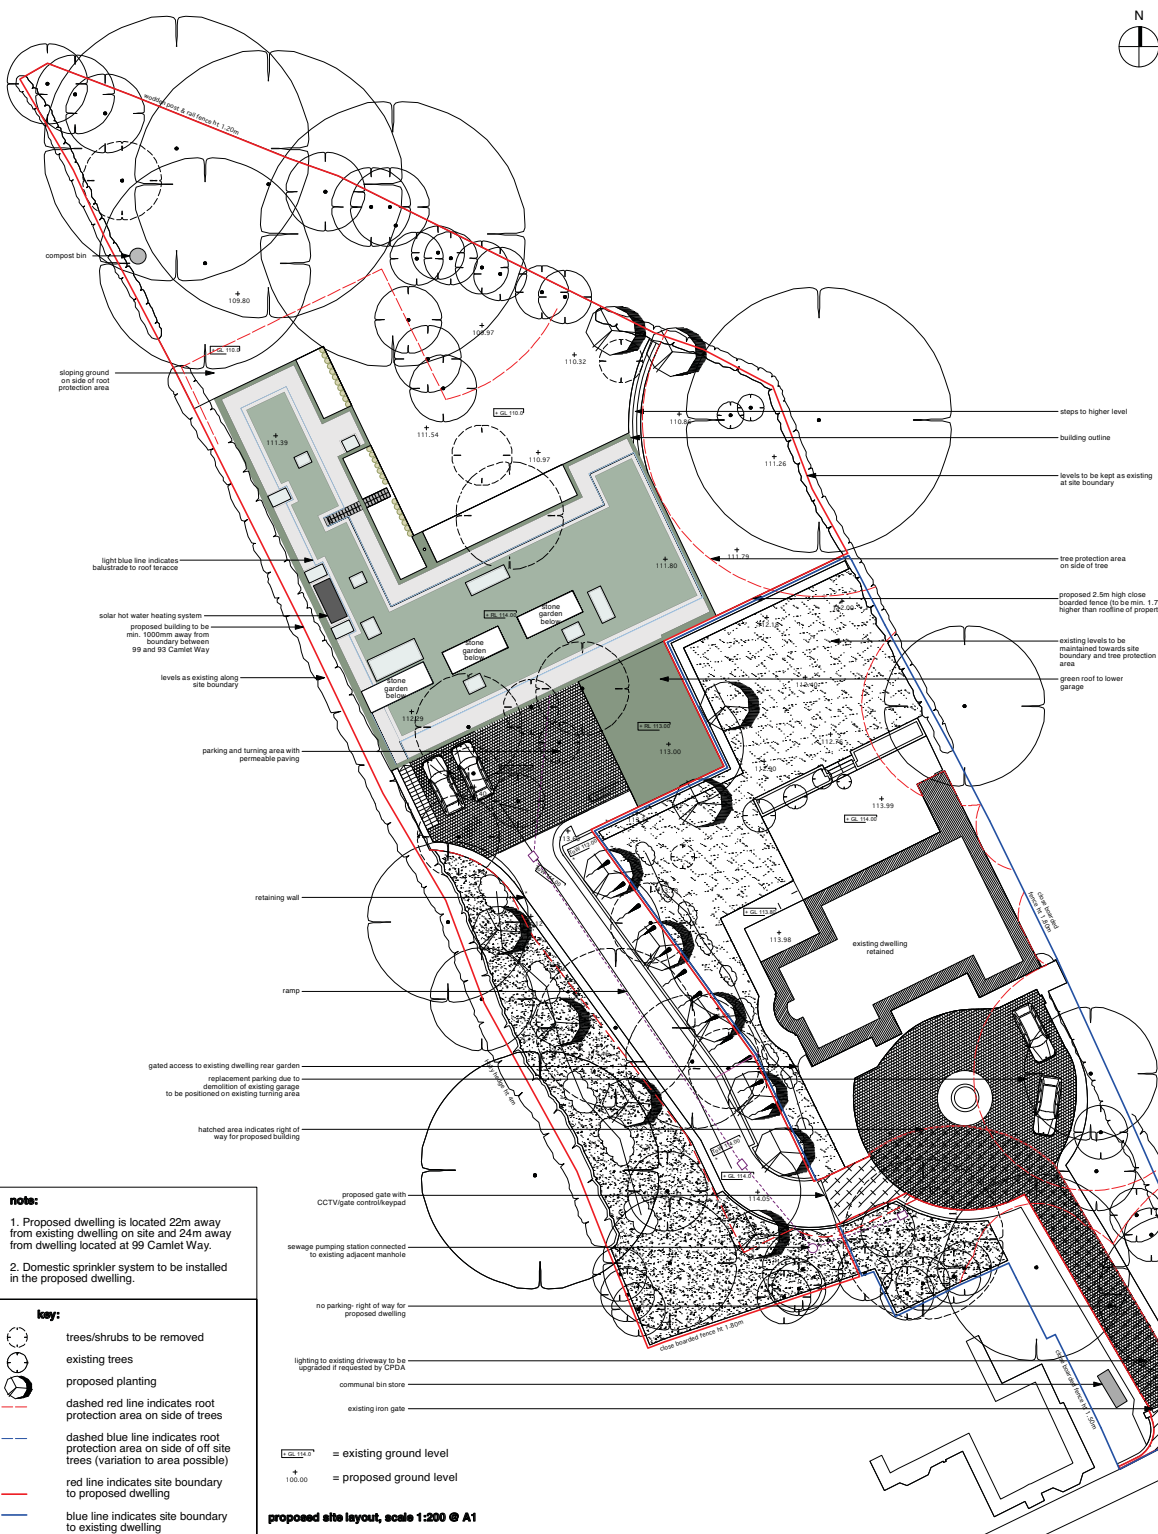 N
wooden post & rail fence ht 1.20m
compost bin
109.80
109.97
110.32
+ GL 110.0
sloping ground
on side of root
protection area
+ GL 110.0
steps to higher level
111.39
111.54
110.97
building outline
111.26
levels to be kept as existing
at site boundary
light blue line indicates
balustrade to roof teracce
111.79
111.80
tree protection area
on side of tree
solar hot water heating system
proposed building to be
min. 1000mm away from
boundary between
99 and 93 Camlet Way
+ RL 114.00
stone
garden
below
stone
garden
below
stone
garden
below
proposed 2.5m high close
boarded fence (to be min. 1.7
higher than roofline of propert
existing levels to be
maintained towards site
boundary and tree protection
area
levels as existing along
site boundary
green roof to lower
garage
112.29
+ RL 113.00
113.00
parking and turning area with
permeable paving
113.99
+ GL 114.00
retaining wall
113.98
existing dwelling
retained
close boarded
fence ht 1.80m
ramp
gated access to existing dwelling rear garden
replacement parking due to
demolition of existing garage
to be positioned on existing turning area
hatched area indicates right of
way for proposed building
+ GL 114.0
114.05
proposed gate with
CCTV/gate control/keypad
sewage pumping station connected
to existing adjacent manhole
no parking- right of way for
proposed dwelling
close boarded fence ht 1.80m
lighting to existing driveway to be
upgraded if requested by CPDA
communal bin store
close boarded fence ht 1.50m
existing iron gate
note:
1. Proposed dwelling is located 22m away
from existing dwelling on site and 24m away
from dwelling located at 99 Camlet Way.
2. Domestic sprinkler system to be installed
in the proposed dwelling.
key:
trees/shrubs to be removed
existing trees
proposed planting
dashed red line indicates root
protection area on side of trees
dashed blue line indicates root
protection area on side of off site
trees (variation to area possible)
red line indicates site boundary
to proposed dwelling
blue line indicates site boundary
to existing dwelling
+ GL 114.0 = existing ground level
100.00 = proposed ground level
proposed site layout, scale 1:200 @ A1